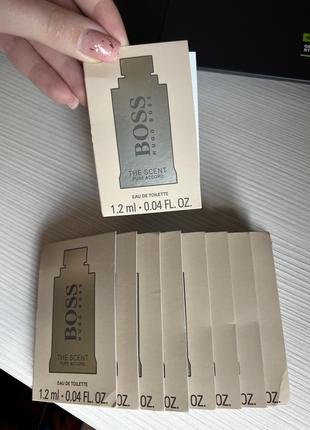 BOSS
HUGO BOSS
THE SCENT
PURE ACCORD
EAU DE TOILETTE
1.2 ml • 0.04 FL. OZ.
BOSS
HUGO BOSS
THE SCENT
PURE ACCORD
EAU DE TOILETTE
1.2 ml • 0.04 FL. OZ.
OZ.
OZ.
OZ.
OZ.
OZ.
OZ.
OZ.